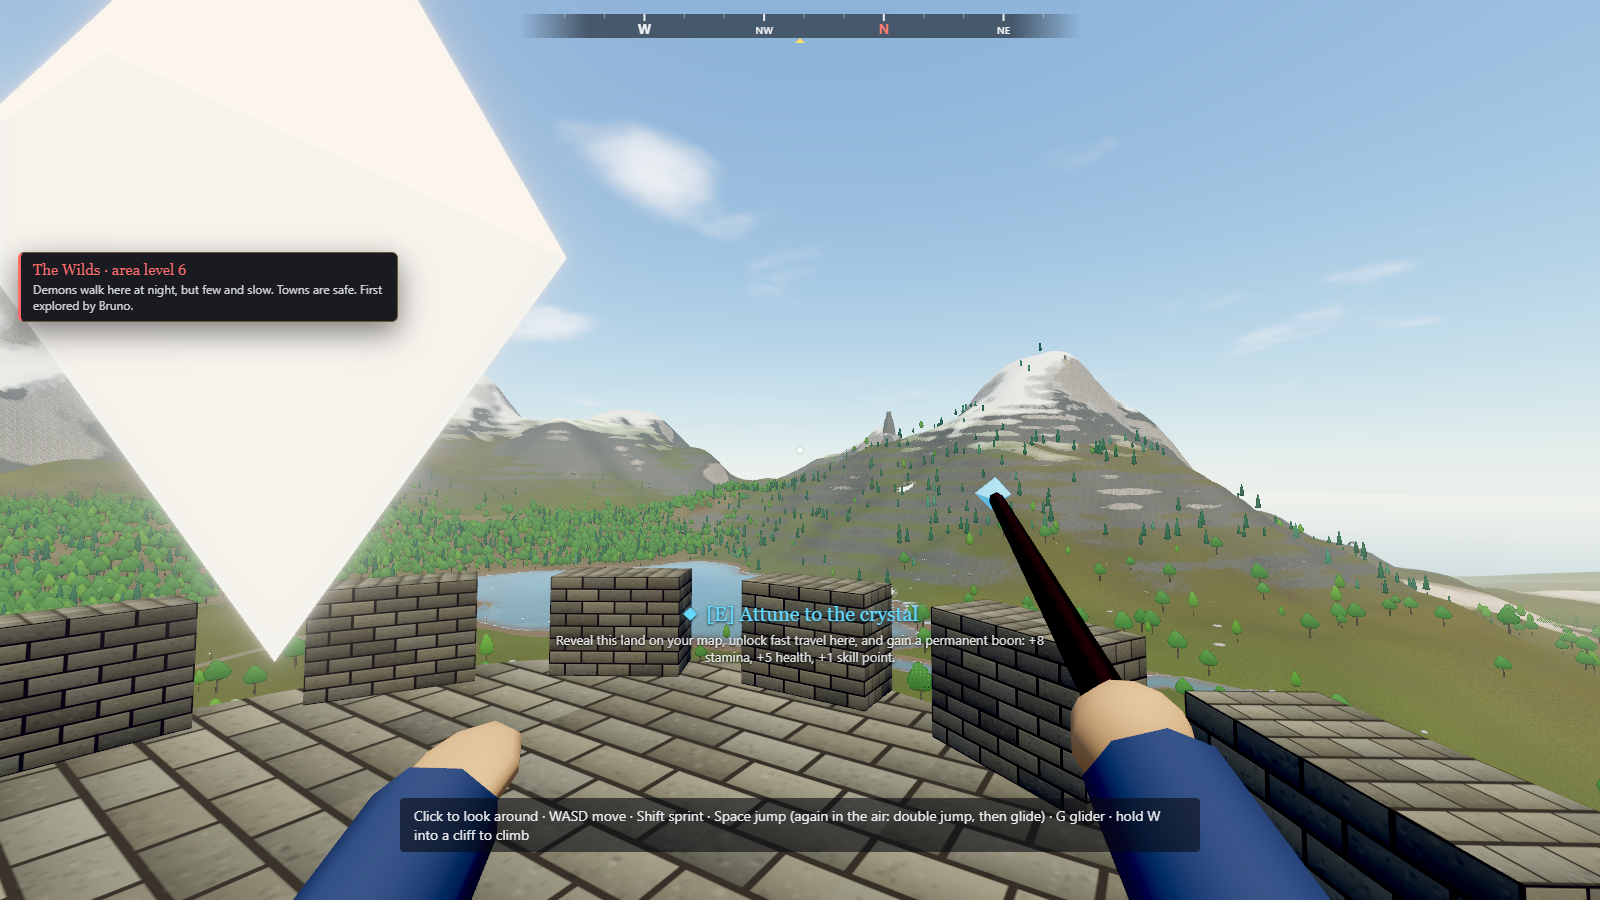 W NW N NE
The Wilds · area level 6
Demons walk here at night, but few and slow. Towns are safe. First
explored by Bruno.
[E] Attune to the crystal
Reveal this land on your map, unlock fast travel here, and gain a permanent boon: +8
stamina, +5 health, +1 skill point.
Click to look around · WASD move · Shift sprint · Space jump (again in the air: double jump, then glide) · G glider · hold W
into a cliff to climb